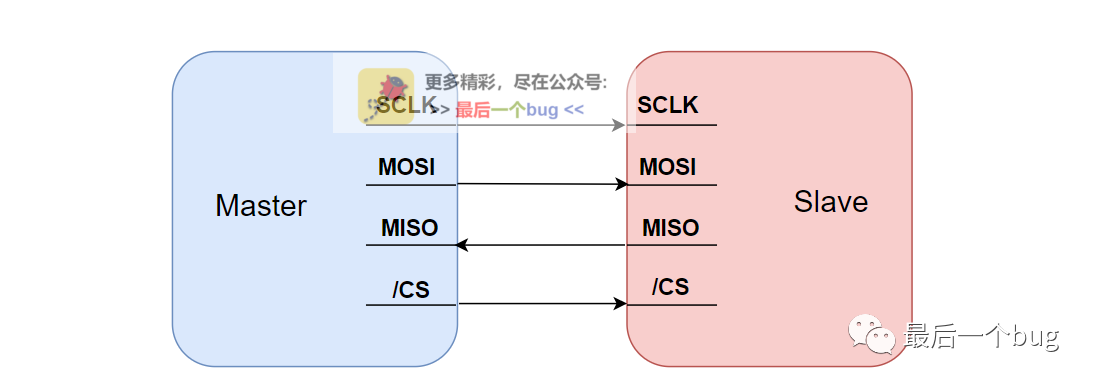 更多精彩，尽在公众号:
>> 最后一个bug <<
SCLK SCLK
MOSI MOSI
Master Slave
MISO MISO
/CS /CS
最后一个bug